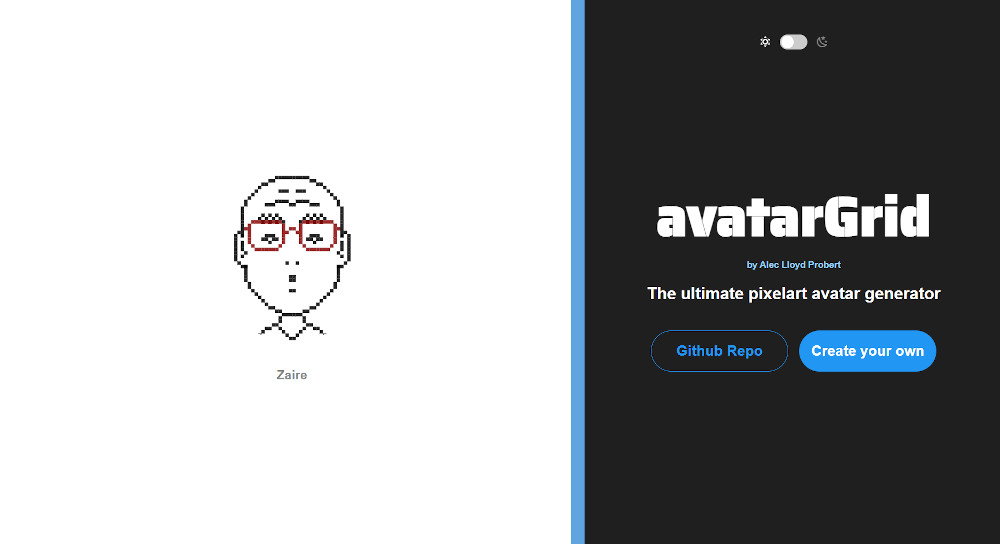 Zaire
avatarGrid
by Alec Lloyd Probert
The ultimate pixelart avatar generator
Github Repo
Create your own